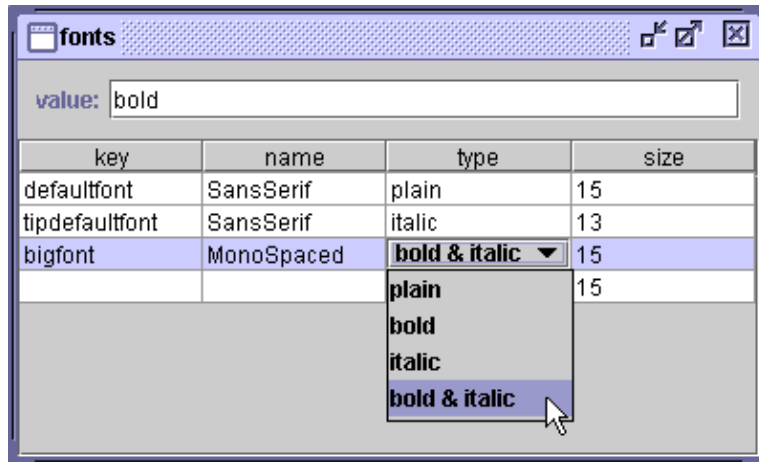 fonts
value: bold
key name type size
defaultfont SansSerif plain 15
tipdefaultfont SansSerif italic 13
bigfont MonoSpaced bold & italic 15
15
plain
bold
italic
bold & italic